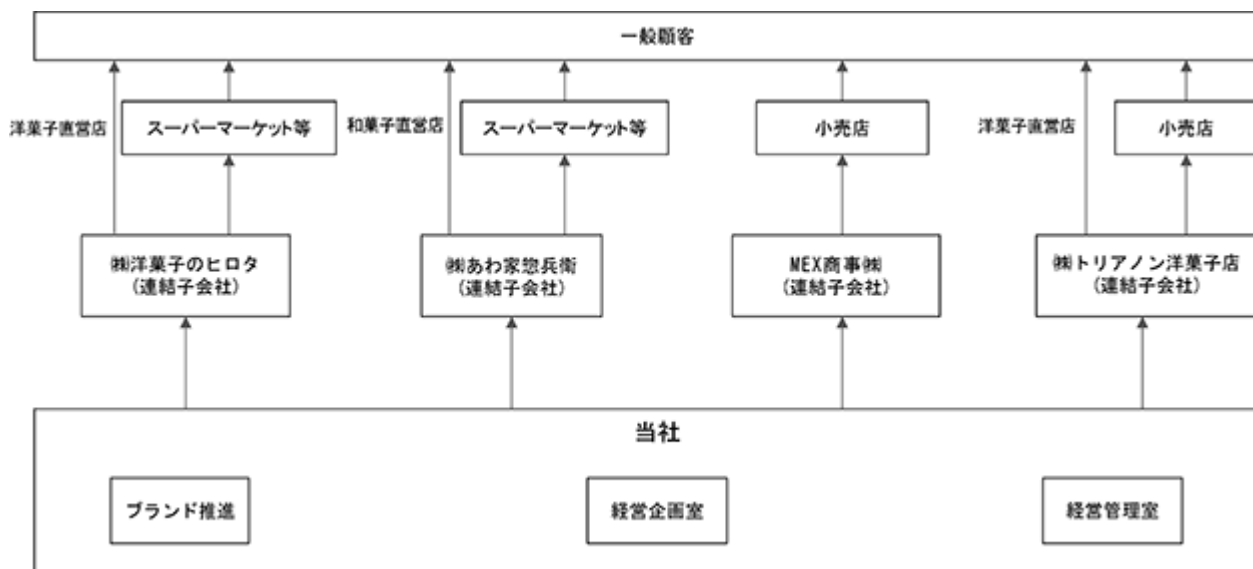 一般顧客
洋菓子直営店
スーパーマーケット等
和菓子直営店
スーパーマーケット等
小売店
洋菓子直営店
小売店
㈱洋菓子のヒロタ
(連結子会社)
㈱あわ家惣兵衛
(連結子会社)
MEX商事㈱
(連結子会社)
㈱トリアノン洋菓子店
(連結子会社)
当社
ブランド推進
経営企画室
経営管理室